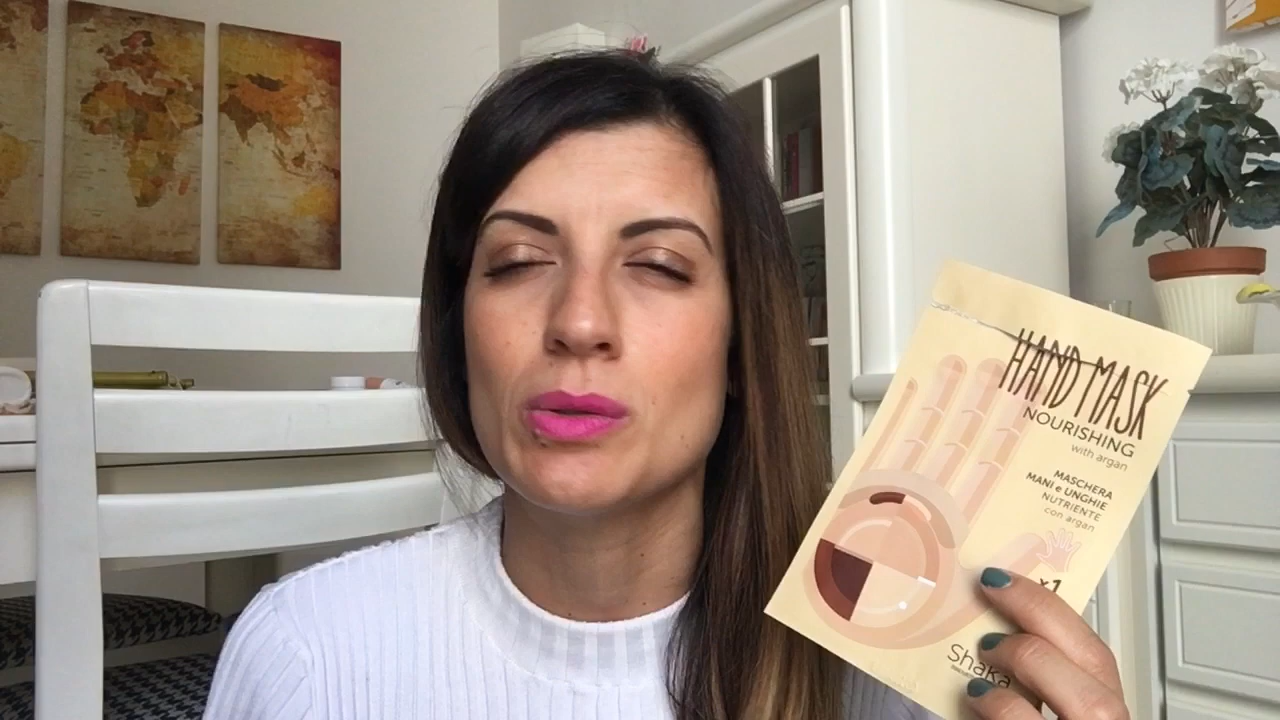 HAND MASK
NOURISHING
with argan
MASCHERA
MANI e UNGHIE
NUTRIENTE
con argan
x1
Shaka